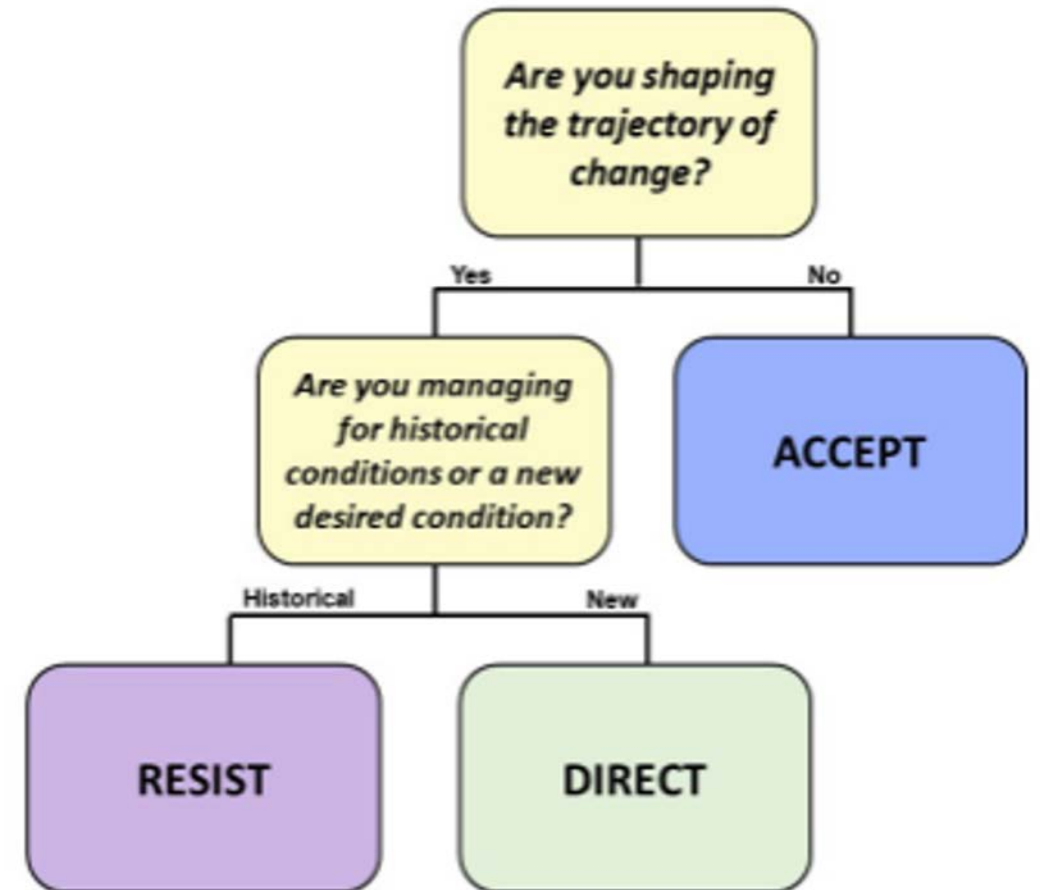 Are you shaping
the trajectory of
change?
Yes
No
Are you managing
for historical
conditions or a new
desired condition?
ACCEPT
Historical
New
RESIST
DIRECT